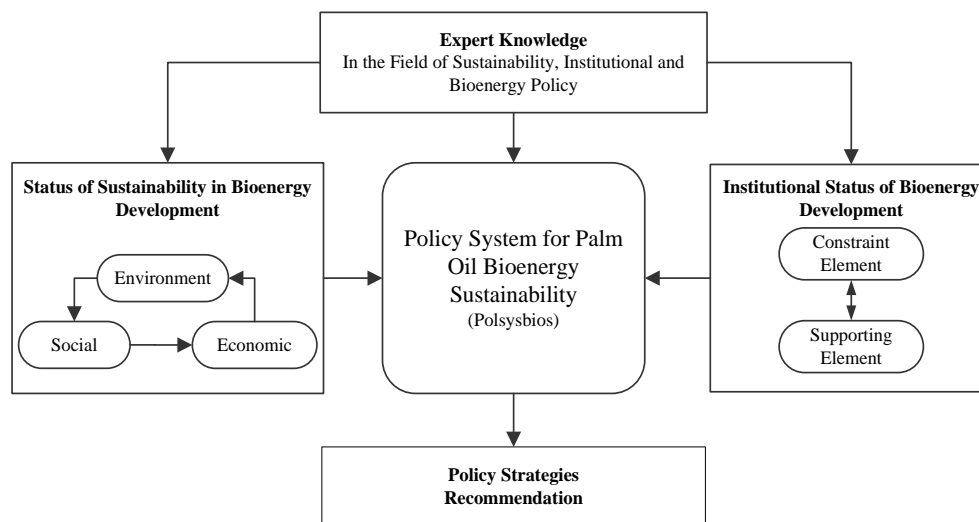 Expert Knowledge
In the Field of Sustainability, Institutional and
Bioenergy Policy
Status of Sustainability in Bioenergy
Development
Environment
Social
Economic
Policy System for Palm
Oil Bioenergy
Sustainability
(Polsysbios)
Institutional Status of Bioenergy
Development
Constraint
Element
Supporting
Element
Policy Strategies
Recommendation